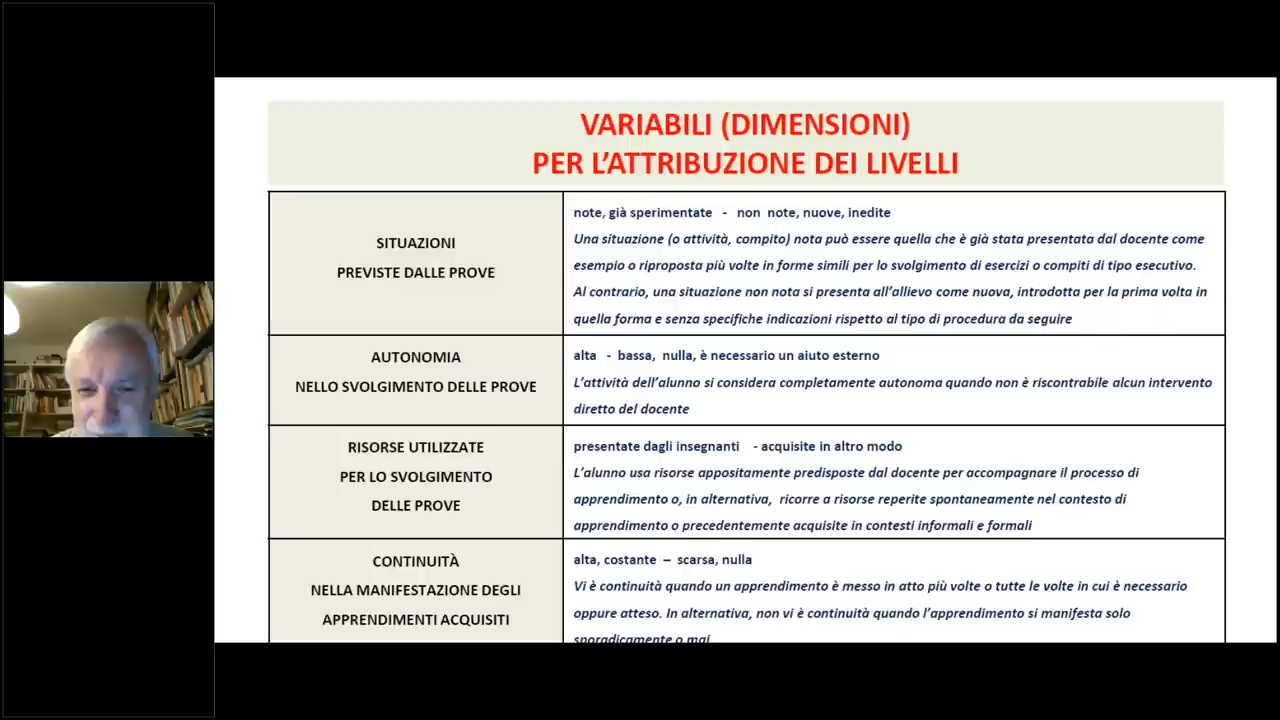 VARIABILI (DIMENSIONI)
PER L'ATTRIBUZIONE DEI LIVELLI
SITUAZIONI
PREVISTE DALLE PROVE
note, già sperimentate - non note, nuove, inedite
Una situazione (o attività, compito) nota può essere quella che è già stata presentata dal docente come
esempio o riproposta più volte in forme simili per lo svolgimento di esercizi o compiti di tipo esecutivo.
Al contrario, una situazione non nota si presenta all'allievo come nuova, introdotta per la prima volta in
quella forma e senza specifiche indicazioni rispetto al tipo di procedura da seguire
AUTONOMIA
NELLO SVOLGIMENTO DELLE PROVE
alta - bassa, nulla, è necessario un aiuto esterno
L'attività dell'alunno si considera completamente autonoma quando non è riscontrabile alcun intervento
diretto del docente
RISORSE UTILIZZATE
PER LO SVOLGIMENTO
DELLE PROVE
presentate dagli insegnanti - acquisite in altro modo
L'alunno usa risorse appositamente predisposte dal docente per accompagnare il processo di
apprendimento o, in alternativa, ricorre a risorse reperite spontaneamente nel contesto di
apprendimento o precedentemente acquisite in contesti informali e formali
CONTINUITÀ
NELLA MANIFESTAZIONE DEGLI
APPRENDIMENTI ACQUISITI
alta, costante – scarsa, nulla
Vi è continuità quando un apprendimento è messo in atto più volte o tutte le volte in cui è necessario
oppure atteso. In alternativa, non vi è continuità quando l'apprendimento si manifesta solo
sporadicamente o mai